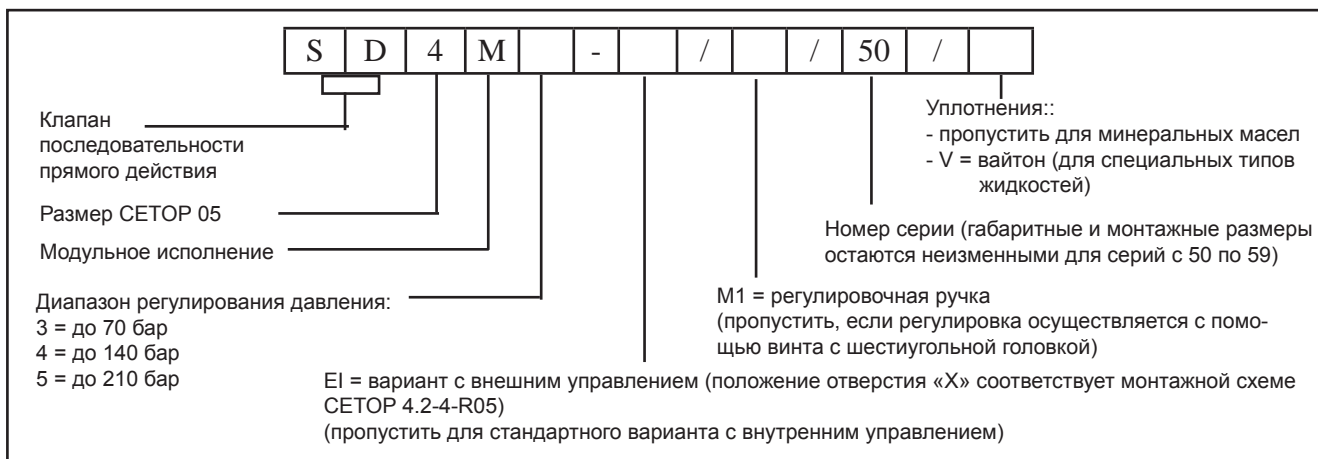 S D 4 M - / / 50 /
Клапан
последовательности
прямого действия
Размер CETOP 05
Модульное исполнение
Диапазон регулирования давления:
3 = до 70 бар
4 = до 140 бар
5 = до 210 бар
EI = вариант с внешним управлением (положение отверстия «X» соответствует монтажной схеме
CETOP 4.2-4-R05)
(пропустить для стандартного варианта с внутренним управлением)
M1 = регулировочная ручка
(пропустить, если регулировка осуществляется с помо-
щью винта с шестиугольной головкой)
Номер серии (габаритные и монтажные размеры
остаются неизменными для серий с 50 по 59)
Уплотнения::
- пропустить для минеральных масел
- V = вайтон (для специальных типов
жидкостей)